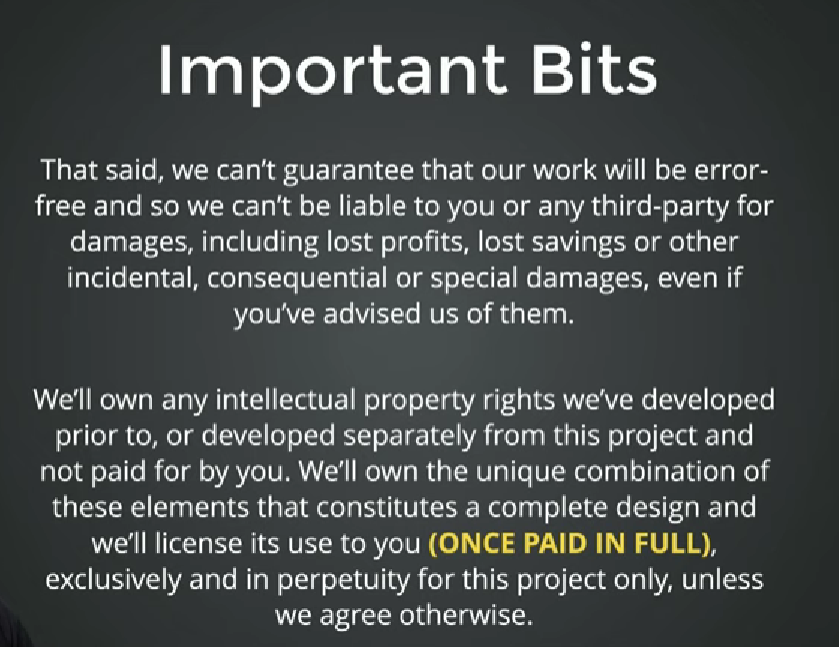 Important Bits
That said, we can't guarantee that our work will be error-
free and so we can't be liable to you or any third-party for
damages, including lost profits, lost savings or other
incidental, consequential or special damages, even if
you've advised us of them.
We'll own any intellectual property rights we've developed
prior to, or developed separately from this project and
not paid for by you. We'll own the unique combination of
these elements that constitutes a complete design and
we'll license its use to you (ONCE PAID IN FULL),
exclusively and in perpetuity for this project only, unless
we agree otherwise.